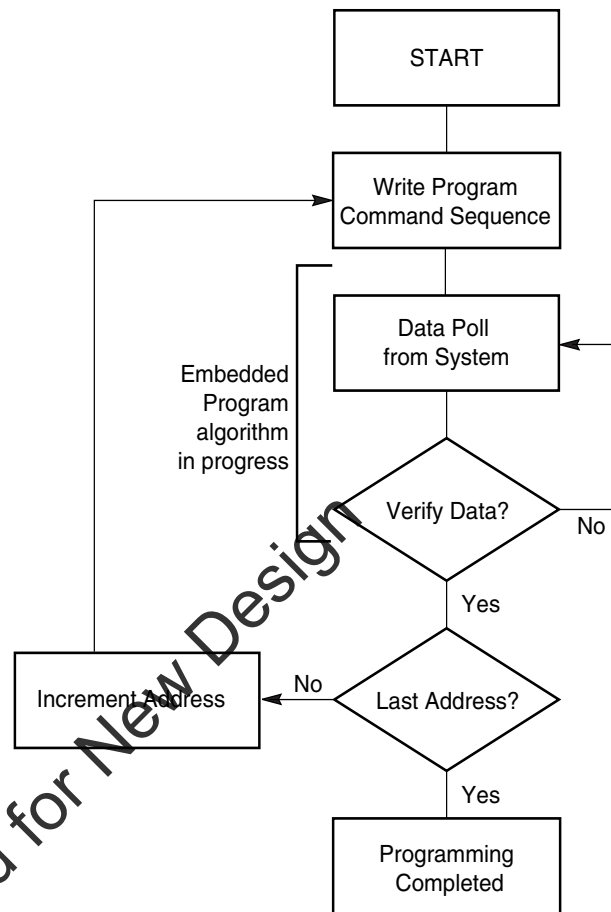 START
Write Program
Command Sequence
Data Poll
from System
Embedded
Program
algorithm
in progress
Verify Data?
No
Yes
Increment Address
No
Last Address?
Yes
Programming
Completed
for New Design